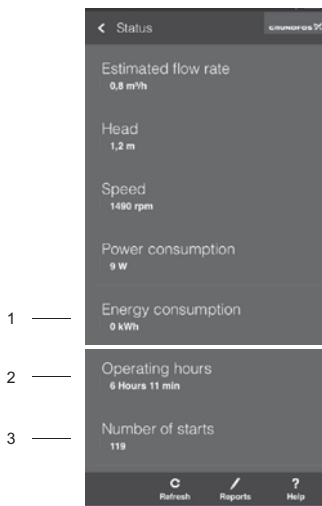 Status
GRUNDFOS
Estimated flow rate
0,8 m³/h
Head
1,2 m
Speed
1490 rpm
Power consumption
9 W
1
Energy consumption
0 kWh
2
Operating hours
6 Hours 11 min
3
Number of starts
119
Refresh
Reports
?
Help